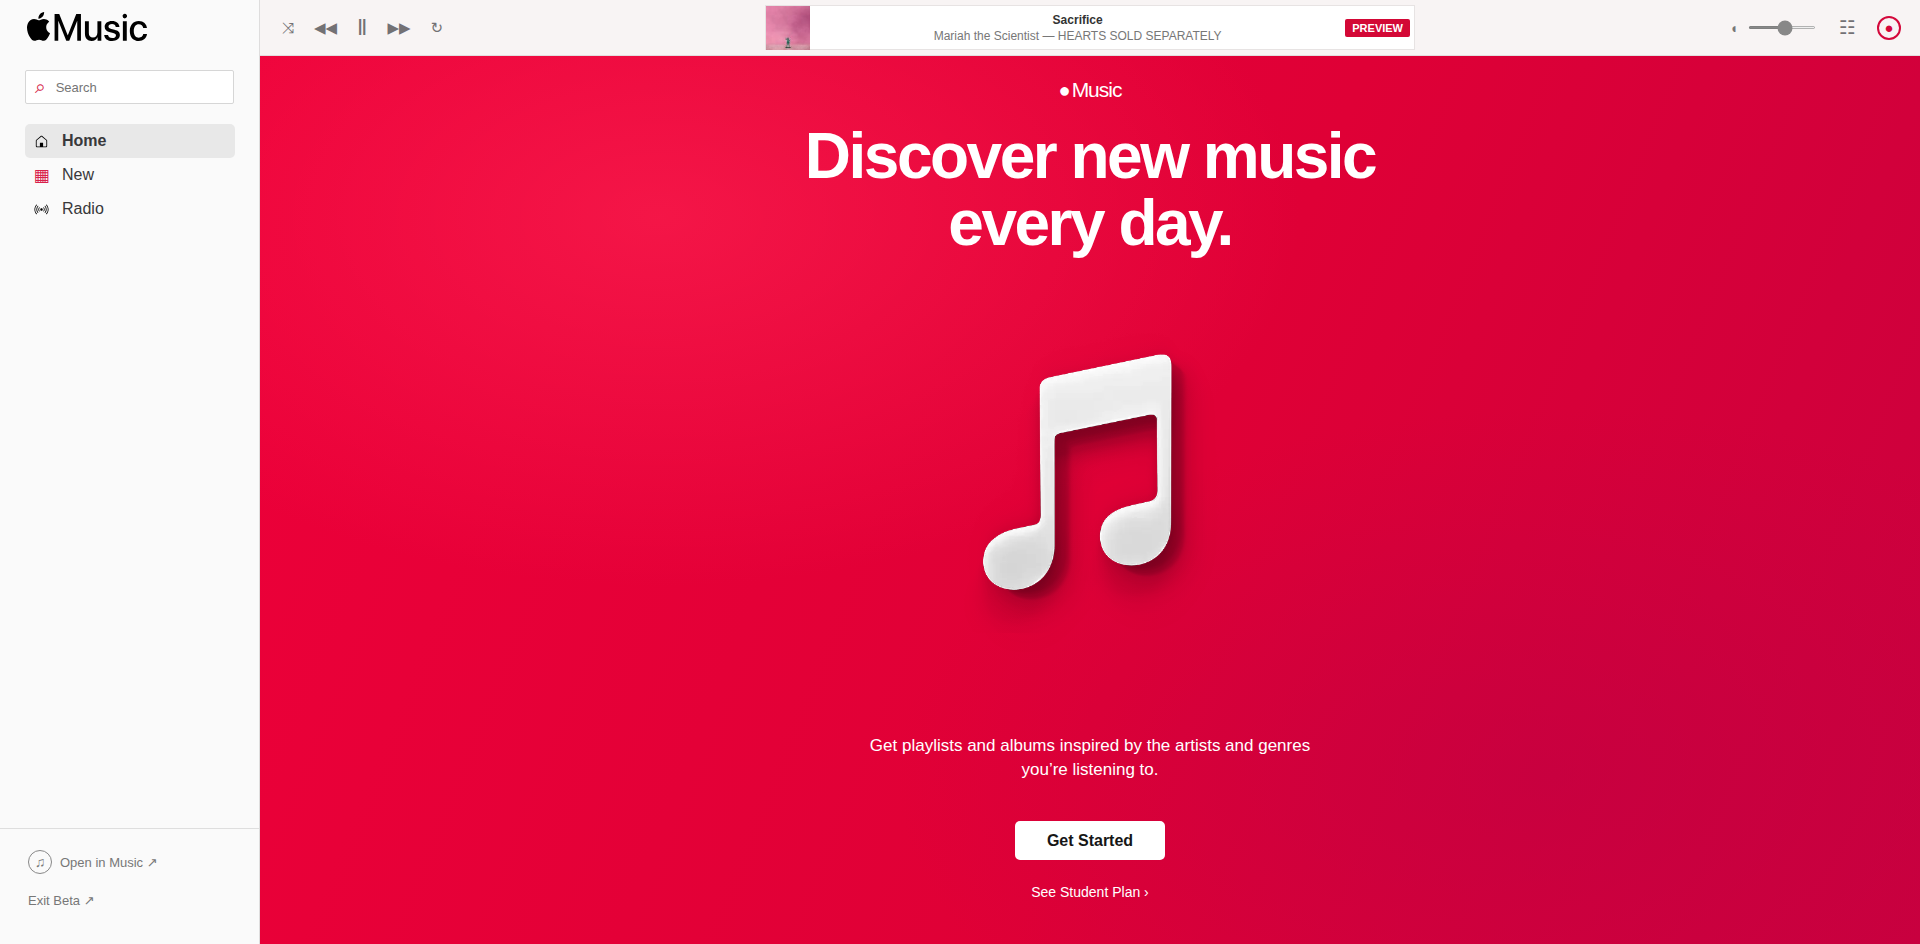 Music
Search
Home
New
Radio
Open in Music ↗
Exit Beta ↗
Sacrifice
Mariah the Scientist — HEARTS SOLD SEPARATELY
PREVIEW
Music
Discover new music
every day.
Get playlists and albums inspired by the artists and genres
you’re listening to.
Get Started
See Student Plan ›